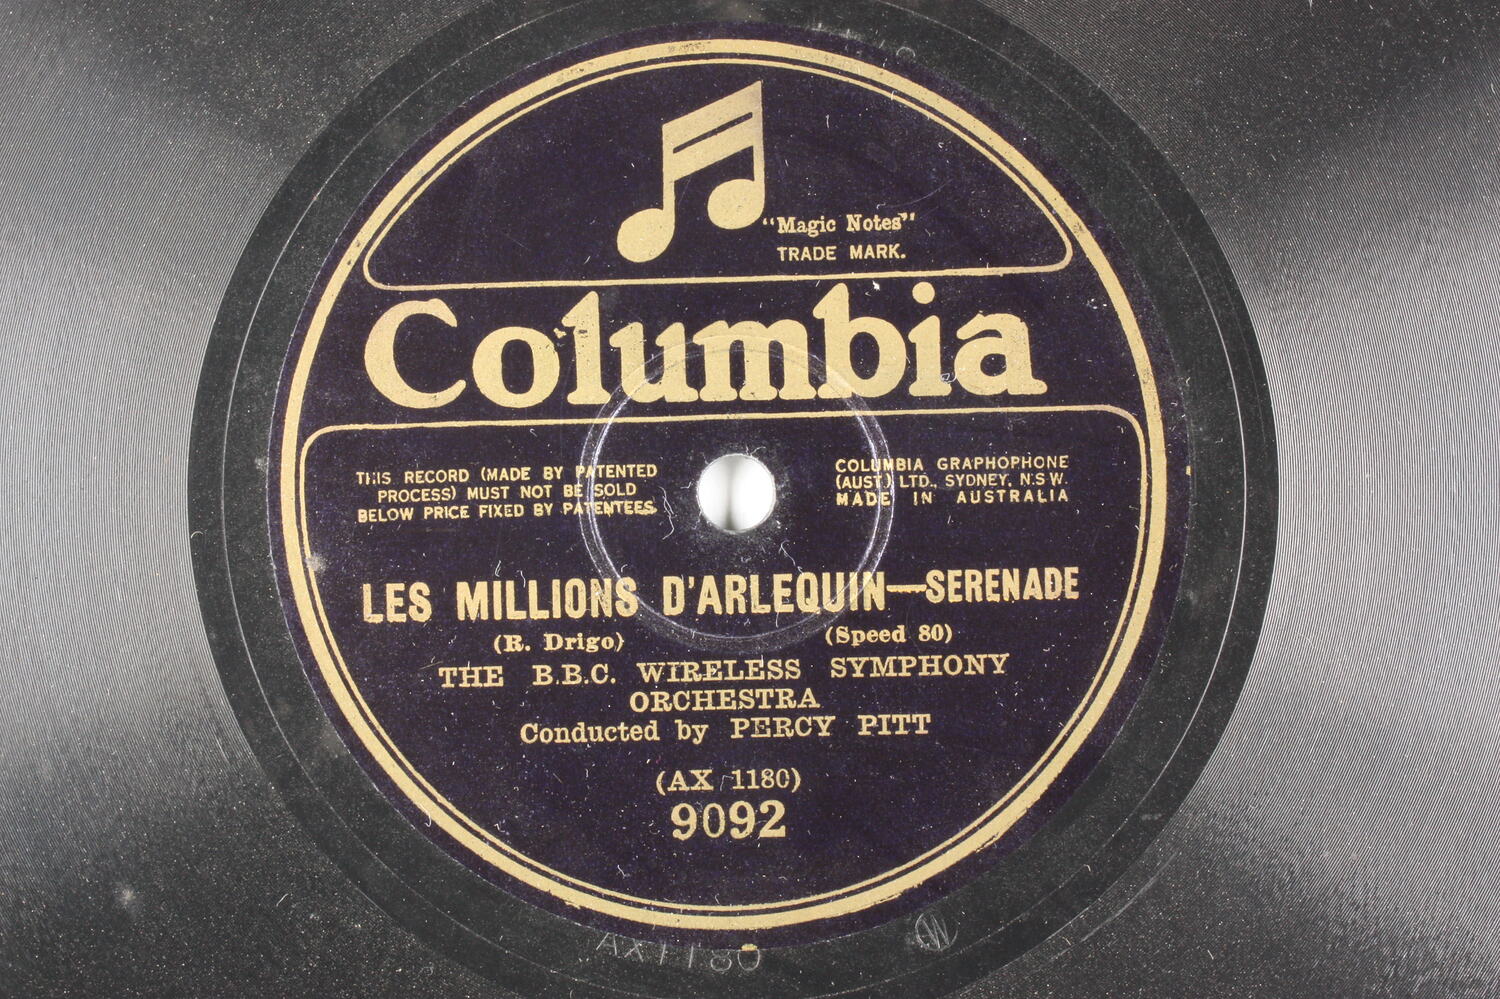 "Magic Notes"
TRADE MARK.
Columbia
THIS RECORD (MADE BY PATENTED
PROCESS) MUST NOT BE SOLD
BELOW PRICE FIXED BY PATENTEES.
COLUMBIA GRAPHOPHONE
(AUST.) LTD., SYDNEY, N.S.W.
MADE IN AUSTRALIA
LES MILLIONS D'ARLEQUIN—SERENADE
(R. Drigo) (Speed 80)
THE B.B.C. WIRELESS SYMPHONY
ORCHESTRA
Conducted by PERCY PITT
(AX 1180)
9092
AX1180
W